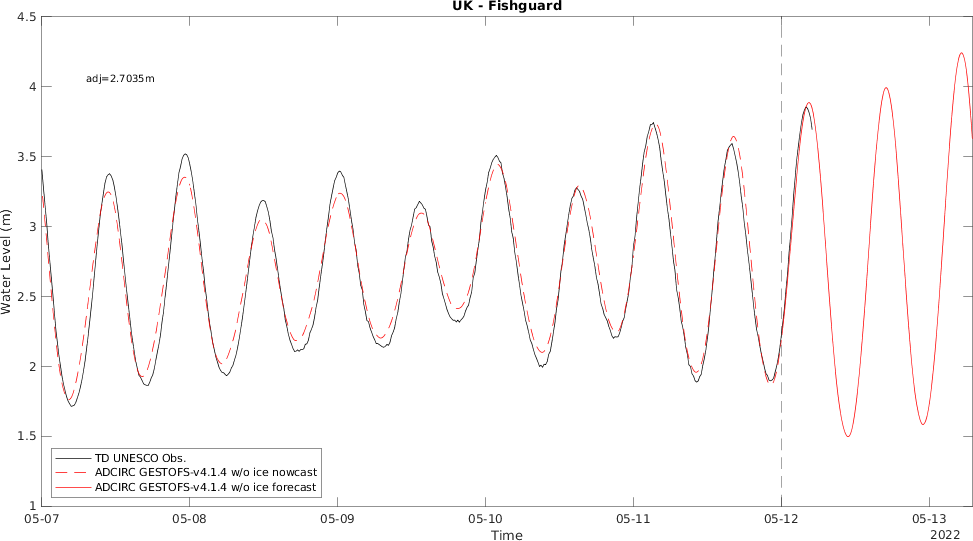 UK - Fishguard
4.5
4
3.5
3
2.5
2
1.5
1
Water Level (m)
adj=2.7035m
TD UNESCO Obs.
ADCIRC GESTOFS-v4.1.4 w/o ice nowcast
ADCIRC GESTOFS-v4.1.4 w/o ice forecast
05-07 05-08 05-09 05-10 05-11 05-12 05-13
Time
2022